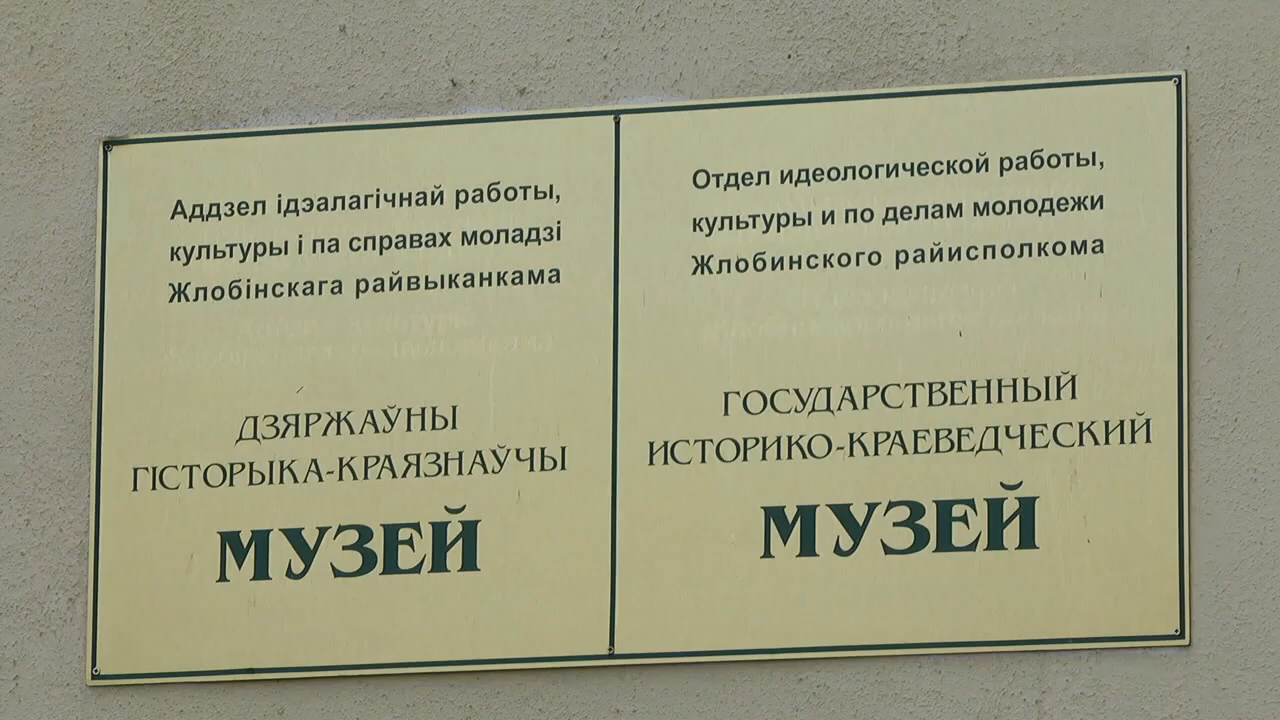 Аддзел ідэалагічнай работы,
культуры і па справах моладзі
Жлобінскага райвыканкама
ДЗЯРЖАЎНЫ
ГІСТОРЫКА-КРАЯЗНАЎЧЫ
МУЗЕЙ
Отдел идеологической работы,
культуры и по делам молодежи
Жлобинского райисполкома
ГОСУДАРСТВЕННЫЙ
ИСТОРИКО-КРАЕВЕДЧЕСКИЙ
МУЗЕЙ